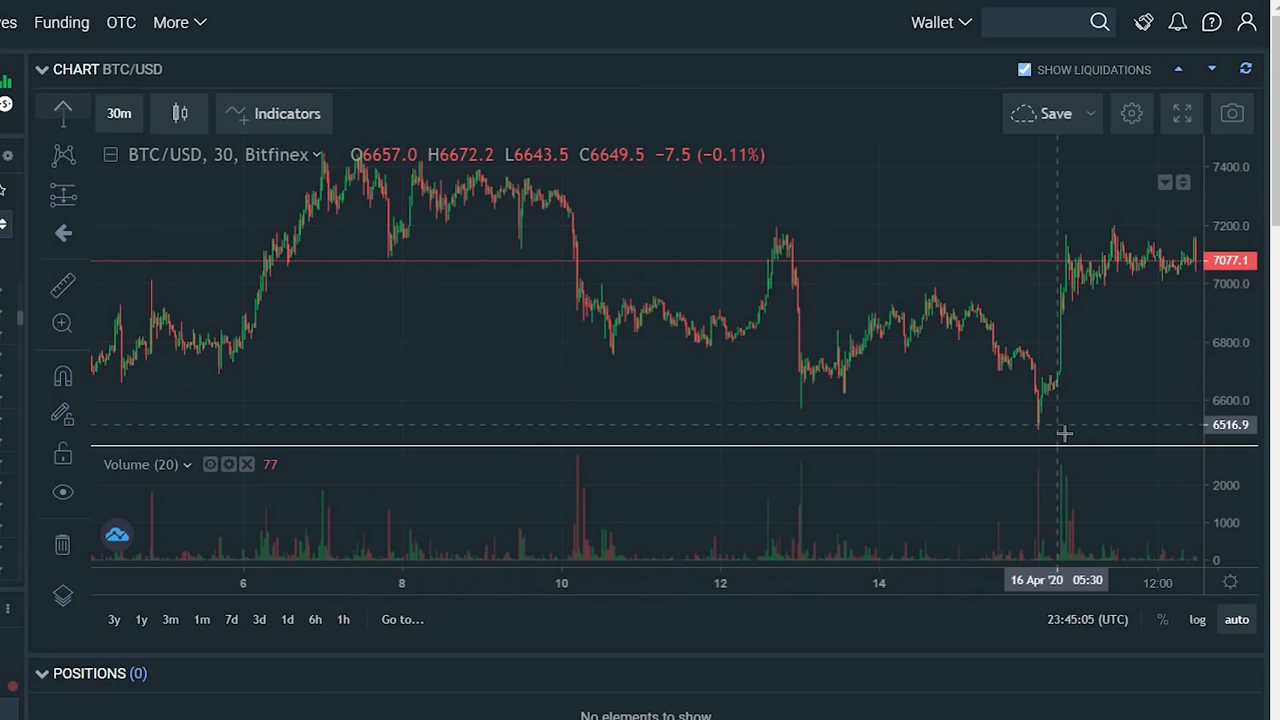 es Funding OTC More Wallet
CHART BTC/USD SHOW LIQUIDATIONS
30m Indicators Save
BTC/USD, 30, Bitfinex O6657.0 H6672.2 L6643.5 C6649.5 −7.5 (−0.11%)
7400.0
7200.0
7077.1
7000.0
6800.0
6600.0
6516.9
Volume (20) 77
2000
1000
0
6 8 10 12 14 16 Apr '20 05:30 12:00
3y 1y 3m 1m 7d 3d 1d 6h 1h Go to... 23:45:05 (UTC) % log auto
POSITIONS (0)
No elements to show